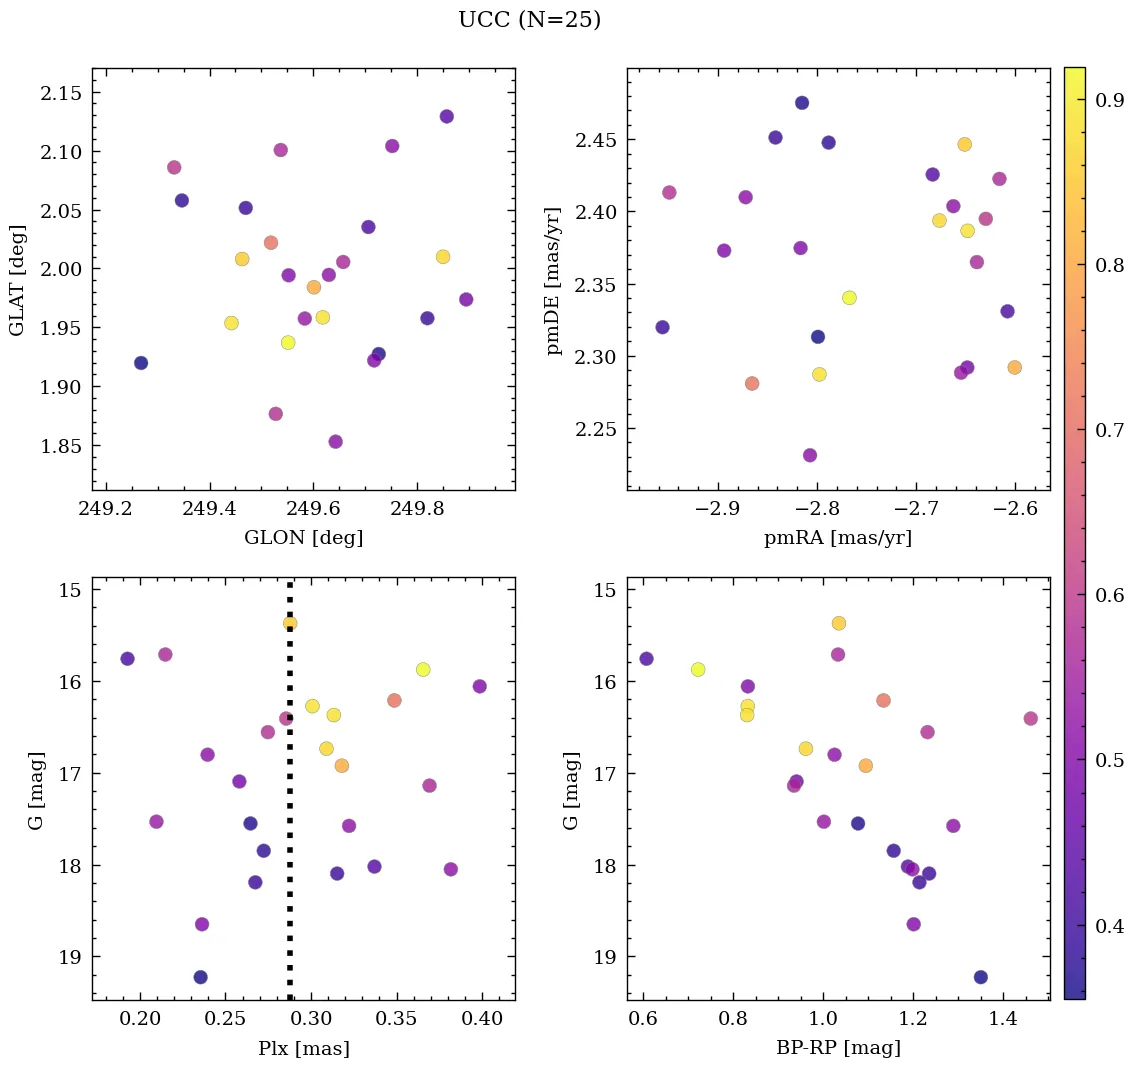 UCC (N=25)
2.15
2.10
2.05
2.00
1.95
1.90
1.85
GLAT [deg]
249.2 249.4 249.6 249.8
GLON [deg]
2.45
2.40
2.35
2.30
2.25
pmDE [mas/yr]
−2.9 −2.8 −2.7 −2.6
pmRA [mas/yr]
15
16
17
18
19
G [mag]
0.20 0.25 0.30 0.35 0.40
Plx [mas]
15
16
17
18
19
G [mag]
0.6 0.8 1.0 1.2 1.4
BP-RP [mag]
0.9
0.8
0.7
0.6
0.5
0.4